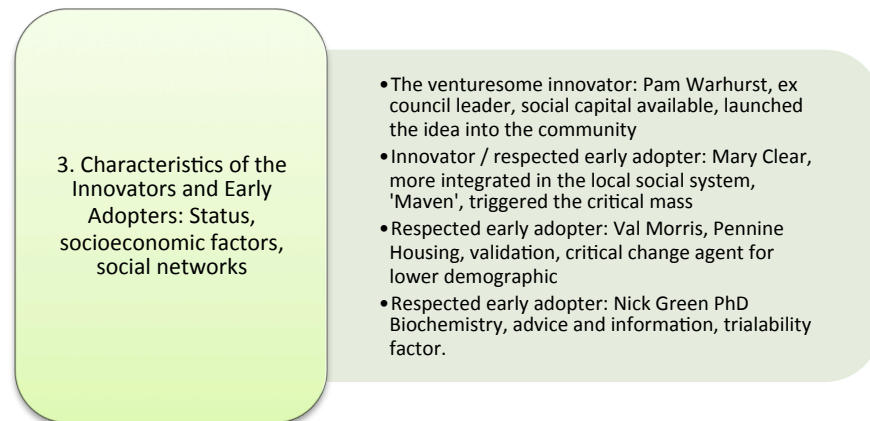 3. Characteristics of the
Innovators and Early
Adopters: Status,
socioeconomic factors,
social networks
•The venturesome innovator: Pam Warhurst, ex
council leader, social capital available, launched
the idea into the community
•Innovator / respected early adopter: Mary Clear,
more integrated in the local social system,
'Maven', triggered the critical mass
•Respected early adopter: Val Morris, Pennine
Housing, validation, critical change agent for
lower demographic
•Respected early adopter: Nick Green PhD
Biochemistry, advice and information, trialability
factor.